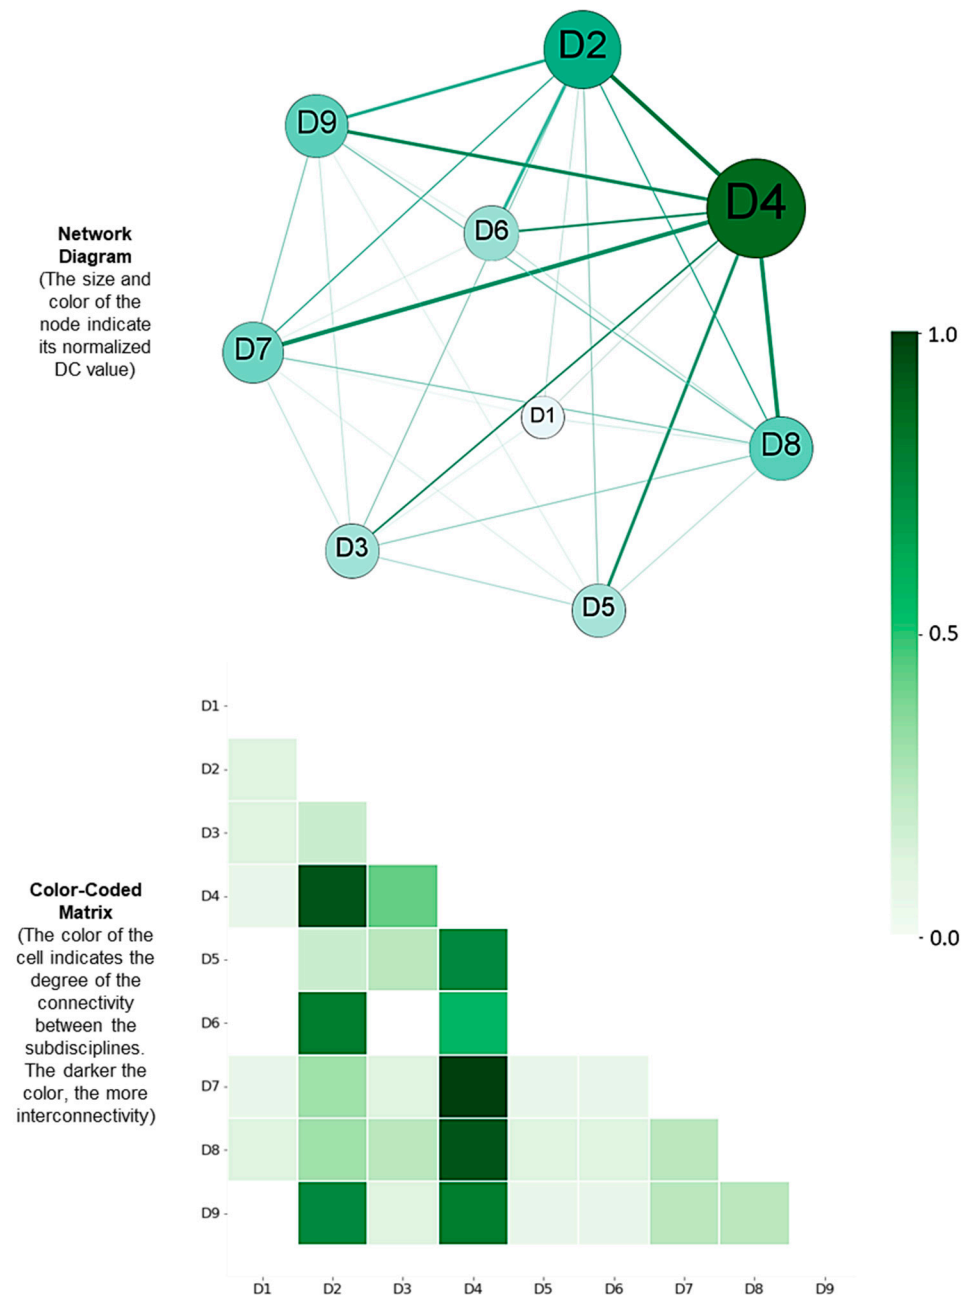 D2
D9
D4
D6
Network
Diagram
(The size and
color of the
node indicate
its normalized
DC value)
D7
1.0
D1
D8
D3
D5
0.5
D1
D2
D3
Color-Coded
Matrix
(The color of the
cell indicates the
degree of the
connectivity
between the
subdisciplines.
The darker the
color, the more
interconnectivity)
D4
0.0
D5
D6
D7
D8
D9
D1 D2 D3 D4 D5 D6 D7 D8 D9